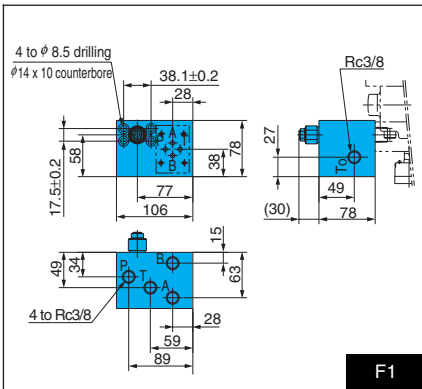 4 to φ 8.5 drilling
φ14 x 10 counterbore
38.1±0.2
28
Rc3/8
A
P
T
B
58
17.5±0.2
38
78
77
106
27
To
49
(30)
78
15
49
34
P
T
B
A
63
4 to Rc3/8
28
59
89
F1